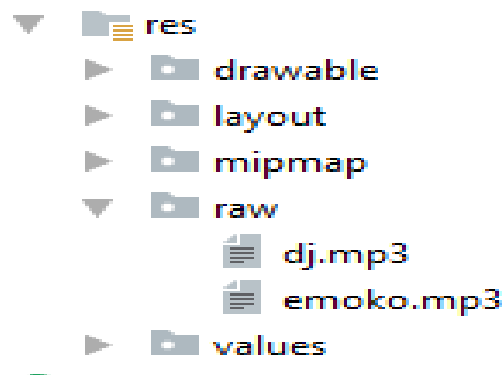 res
drawable
layout
mipmap
raw
dj.mp3
emoko.mp3
values